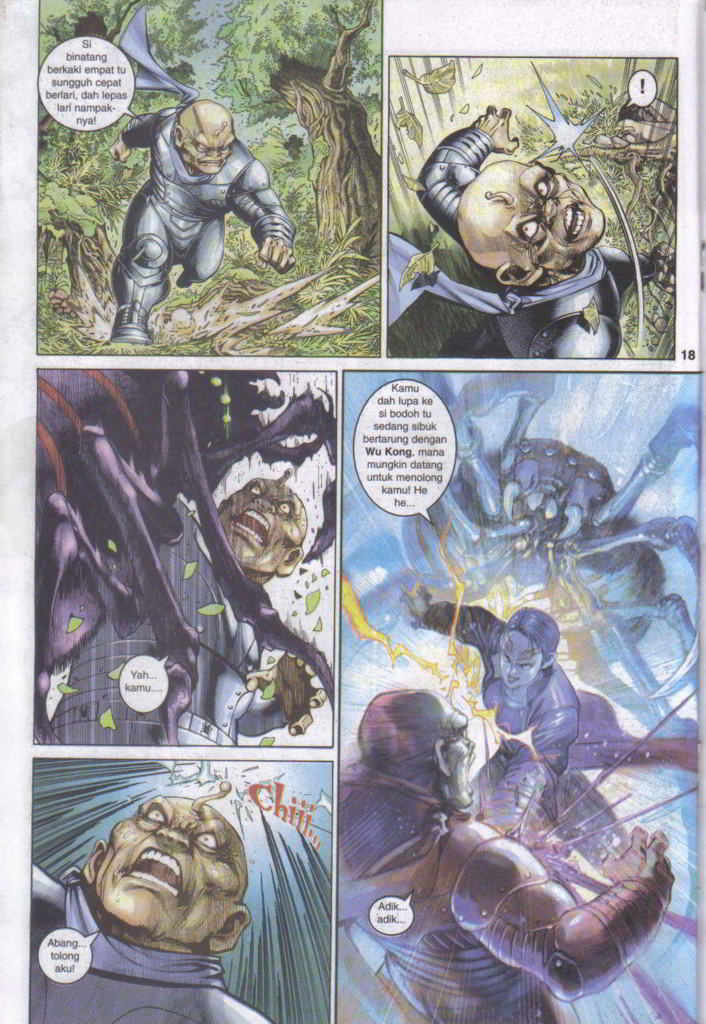 Si
binatang
berkaki empat tu
sungguh cepat
berlari, dah lepas
lari nampak-
nya!
!
18
Yah...
kamu....
Kamu
dah lupa ke
si bodoh tu
sedang sibuk
bertarung dengan
Wu Kong, mana
mungkin datang
untuk menolong
kamu! He
he...
Chiii...
Abang...
tolong
aku!
Adik...
adik...